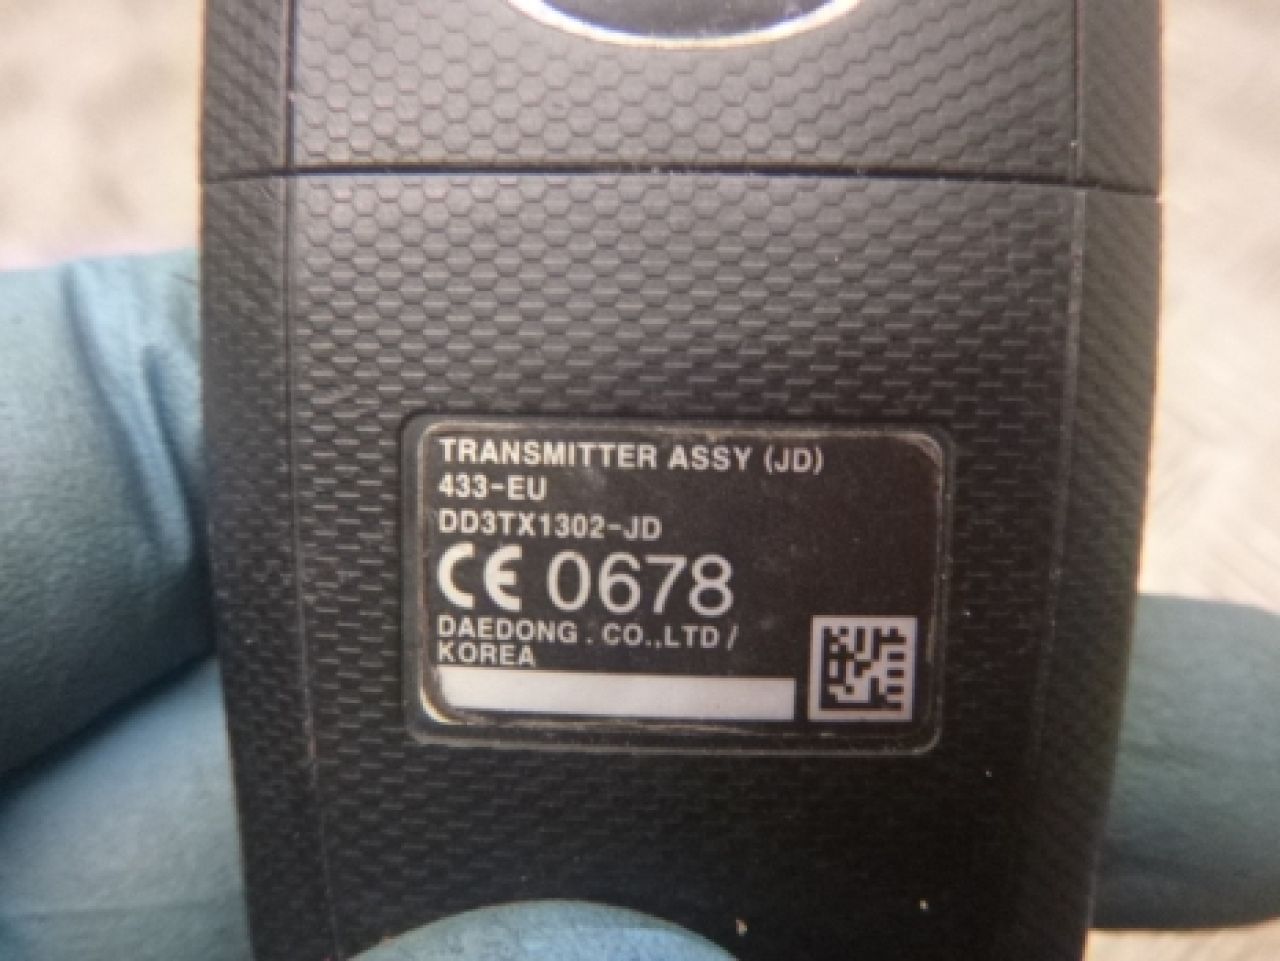 TRANSMITTER ASSY (JD)
433-EU
DD3TX1302-JD
CE 0678
DAEDONG . CO.,LTD /
KOREA